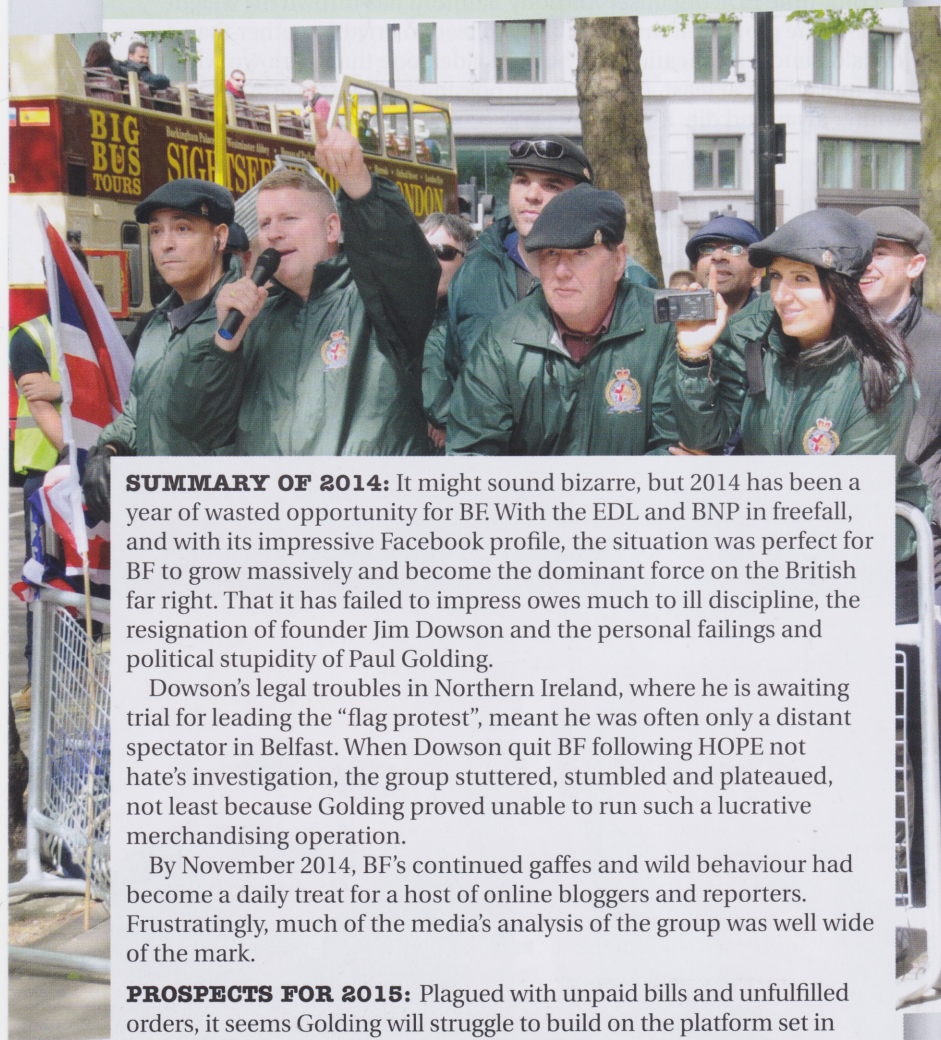 BIG
BUS
TOURS
Buckingham Palace
Westminster Abbey
LONDON
SUMMARY OF 2014: It might sound bizarre, but 2014 has been a
year of wasted opportunity for BF. With the EDL and BNP in freefall,
and with its impressive Facebook profile, the situation was perfect for
BF to grow massively and become the dominant force on the British
far right. That it has failed to impress owes much to ill discipline, the
resignation of founder Jim Dowson and the personal failings and
political stupidity of Paul Golding.
Dowson's legal troubles in Northern Ireland, where he is awaiting
trial for leading the “flag protest”, meant he was often only a distant
spectator in Belfast. When Dowson quit BF following HOPE not
hate's investigation, the group stuttered, stumbled and plateaued,
not least because Golding proved unable to run such a lucrative
merchandising operation.
By November 2014, BF's continued gaffes and wild behaviour had
become a daily treat for a host of online bloggers and reporters.
Frustratingly, much of the media's analysis of the group was well wide
of the mark.
PROSPECTS FOR 2015: Plagued with unpaid bills and unfulfilled
orders, it seems Golding will struggle to build on the platform set in